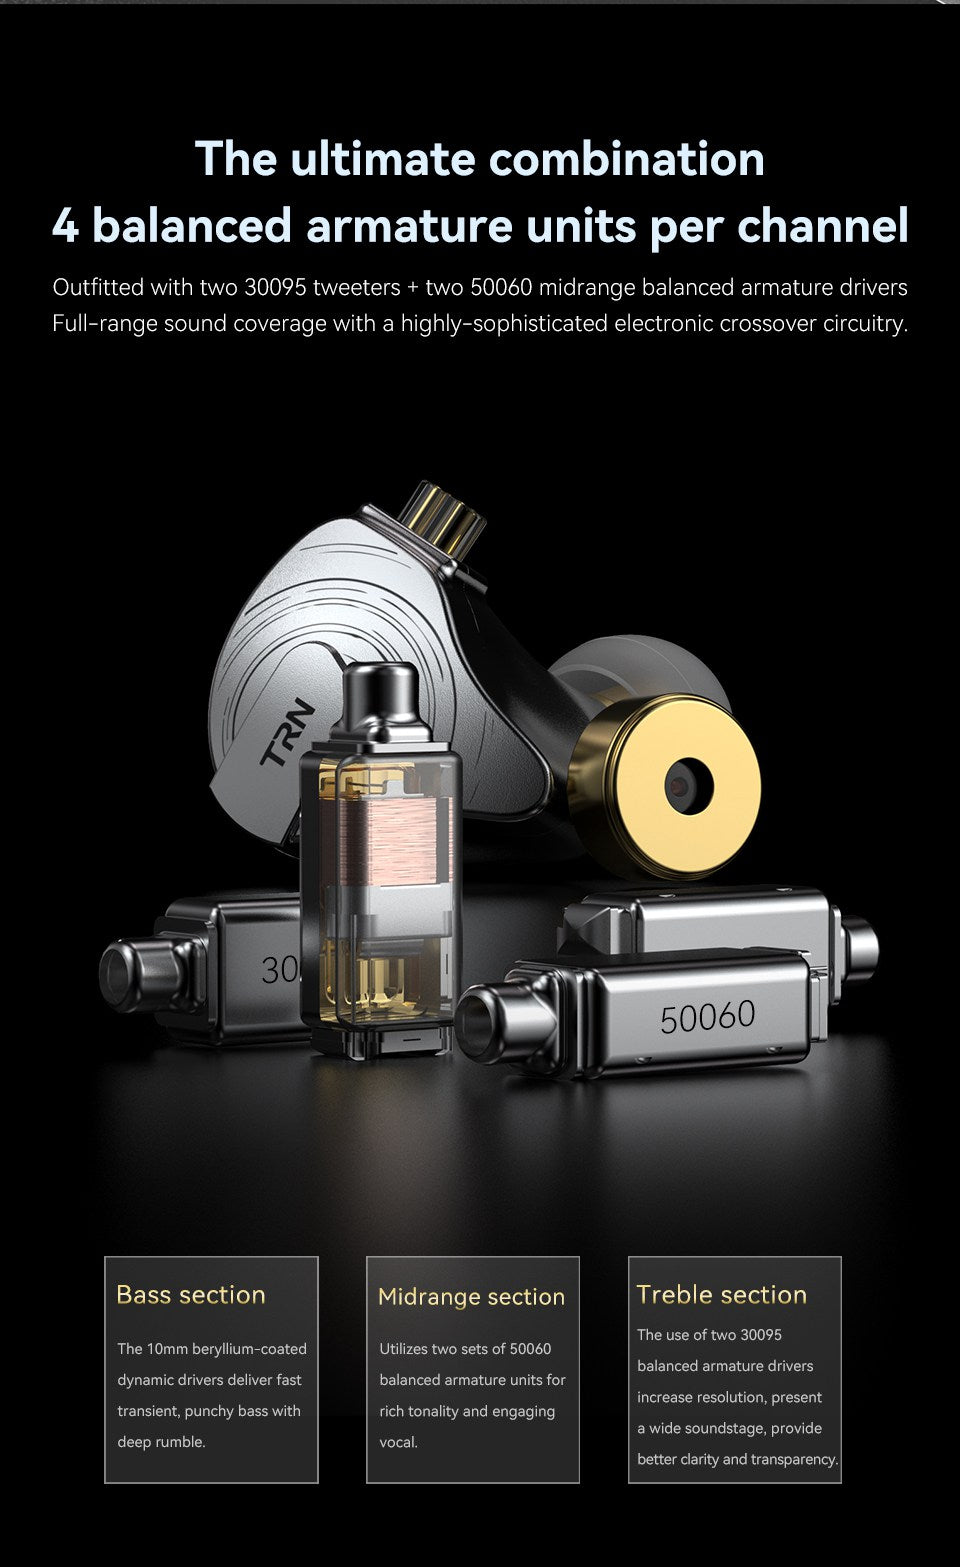 The ultimate combination
4 balanced armature units per channel
Outfitted with two 30095 tweeters + two 50060 midrange balanced armature drivers
Full-range sound coverage with a highly-sophisticated electronic crossover circuitry.
TRN
30
50060
Bass section
The 10mm beryllium-coated
dynamic drivers deliver fast
transient, punchy bass with
deep rumble.
Midrange section
Utilizes two sets of 50060
balanced armature units for
rich tonality and engaging
vocal.
Treble section
The use of two 30095
balanced armature drivers
increase resolution, present
a wide soundstage, provide
better clarity and transparency.